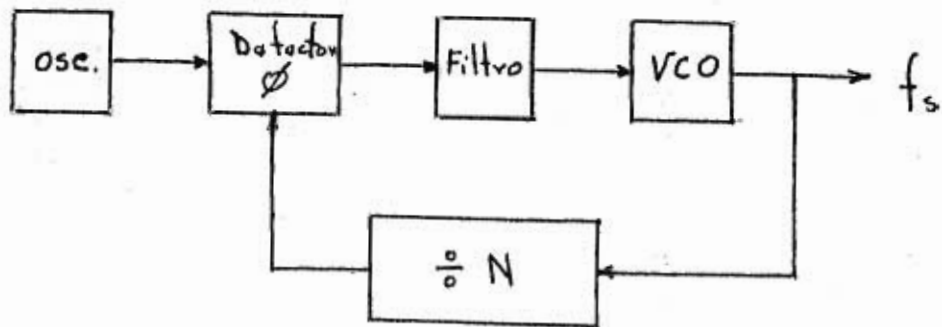 osc.
Detector
Ø
Filtro
VCO
fs
÷ N